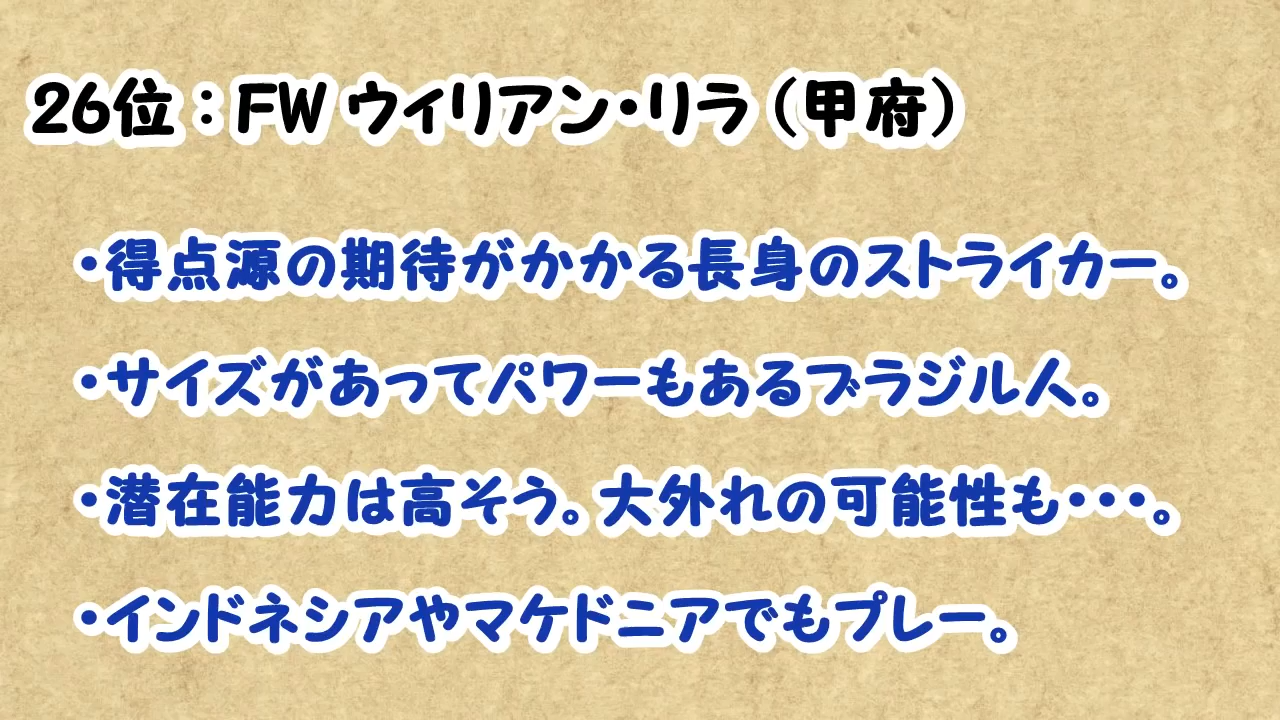 26位：FW ウィリアン・リラ（甲府）
・得点源の期待がかかる長身のストライカー。
・サイズがあってパワーもあるブラジル人。
・潜在能力は高そう。大外れの可能性も・・・。
・インドネシアやマケドニアでもプレー。